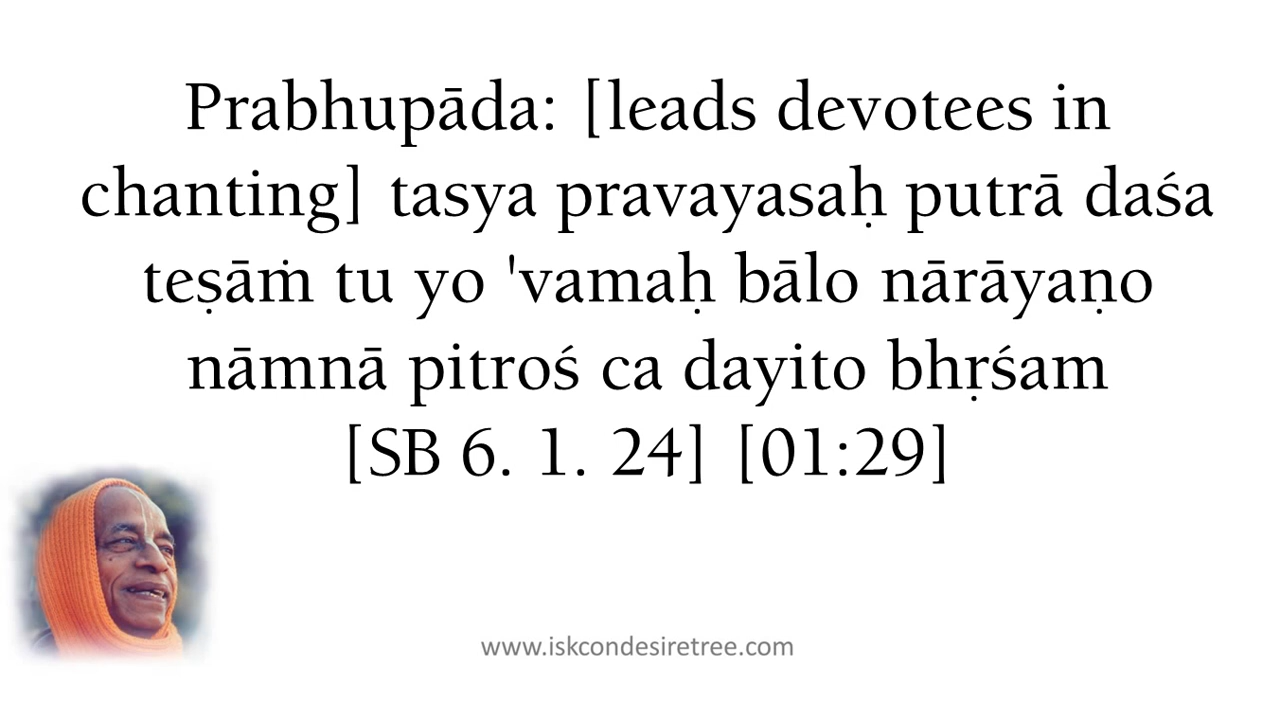 Prabhupāda: [leads devotees in
chanting] tasya pravayasaḥ putrā daśa
teṣāṁ tu yo 'vamaḥ bālo nārāyaṇo
nāmnā pitroś ca dayito bhṛśam
[SB 6. 1. 24] [01:29]
www.iskcondesiretree.com